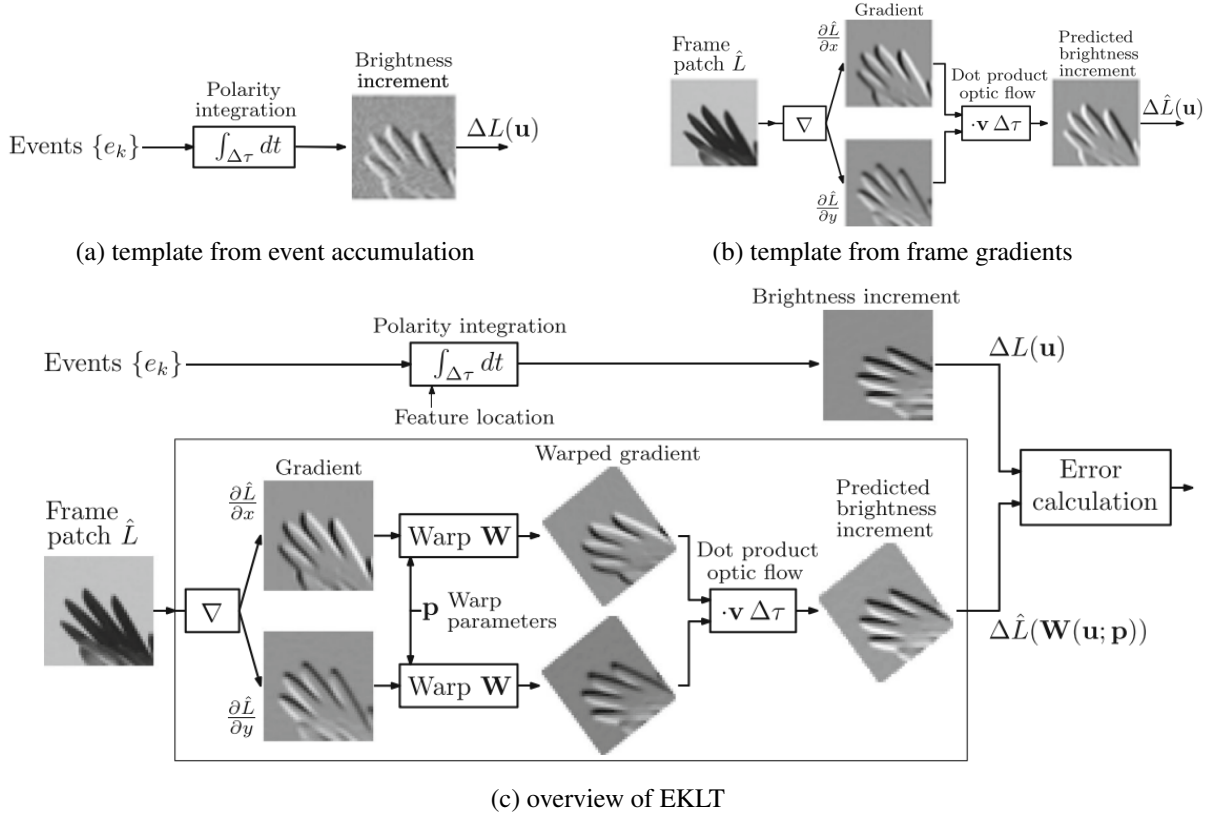 Events {e_k}
Polarity
integration
∫_Δτ dt
Brightness
increment
ΔL(u)
(a) template from event accumulation
Frame
patch L̂
∇
Gradient
∂L̂/∂x
∂L̂/∂y
Dot product
optic flow
·v Δτ
Predicted
brightness
increment
ΔL̂(u)
(b) template from frame gradients
Events {e_k}
Polarity integration
∫_Δτ dt
Feature location
Brightness increment
ΔL(u)
Frame
patch L̂
∇
Gradient
∂L̂/∂x
∂L̂/∂y
Warp W
p Warp
parameters
Warp W
Warped gradient
Dot product
optic flow
·v Δτ
Predicted
brightness
increment
ΔL̂(W(u; p))
Error
calculation
(c) overview of EKLT